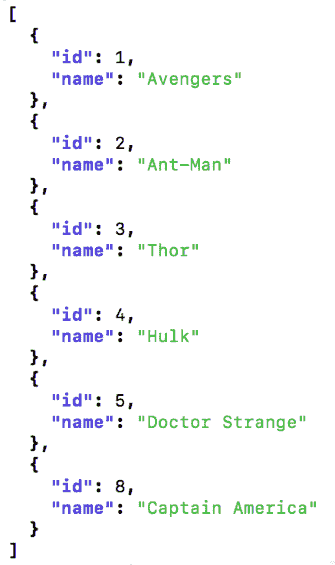 [
  {
    "id": 1,
    "name": "Avengers"
  },
  {
    "id": 2,
    "name": "Ant-Man"
  },
  {
    "id": 3,
    "name": "Thor"
  },
  {
    "id": 4,
    "name": "Hulk"
  },
  {
    "id": 5,
    "name": "Doctor Strange"
  },
  {
    "id": 8,
    "name": "Captain America"
  }
]